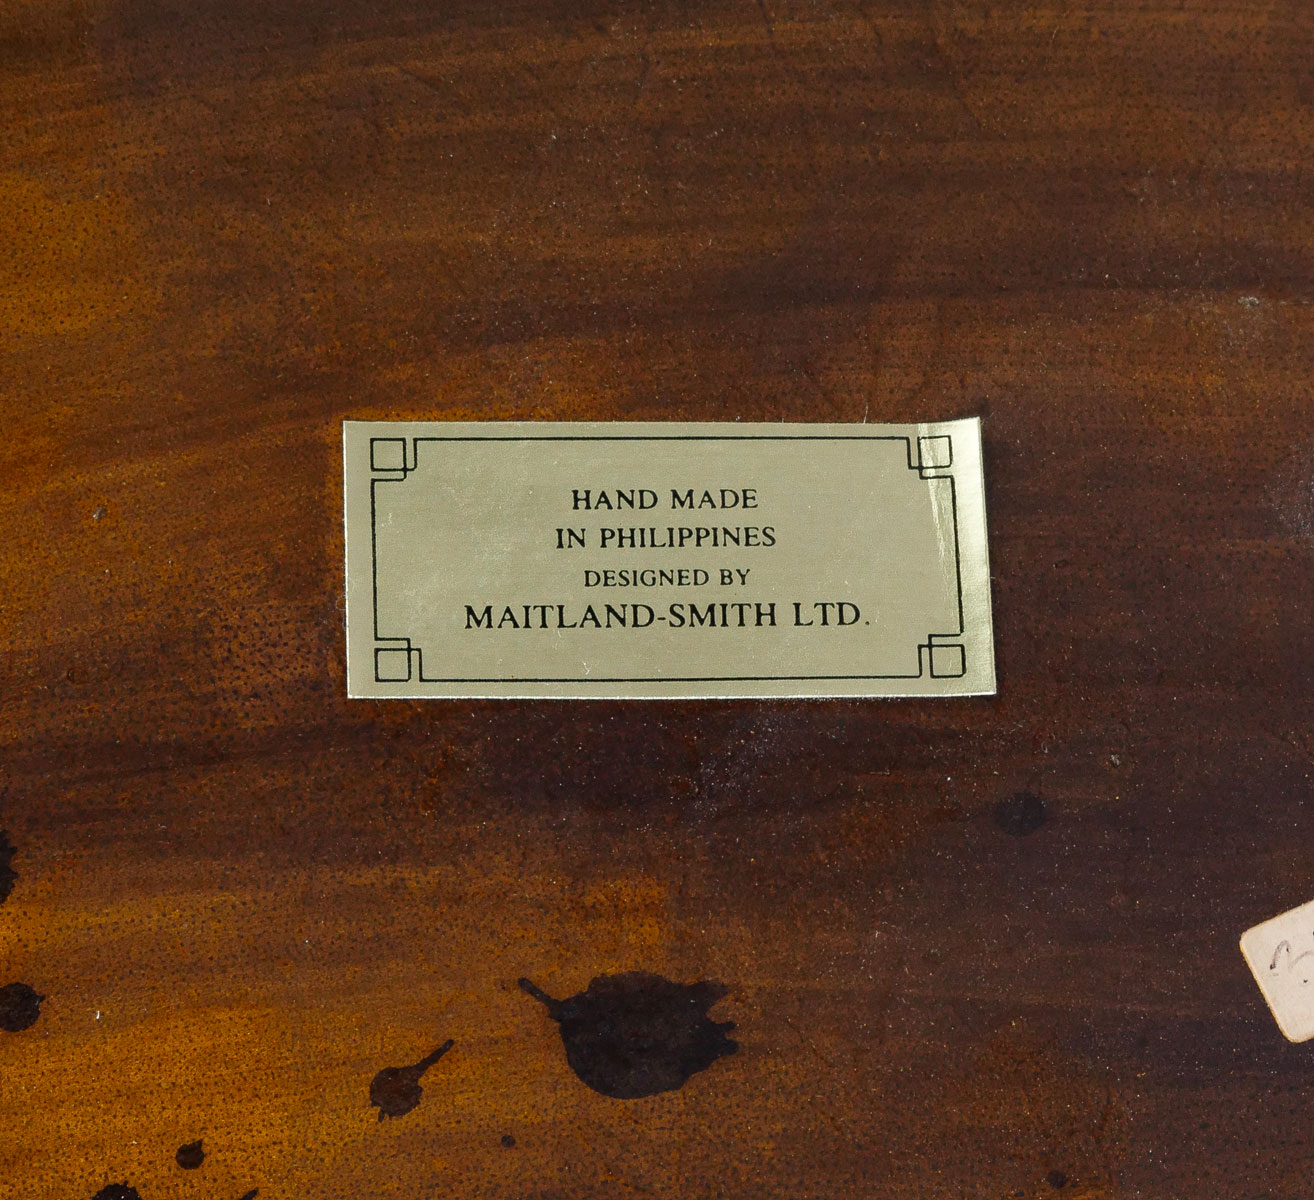 HAND MADE
IN PHILIPPINES
DESIGNED BY
MAITLAND-SMITH LTD.